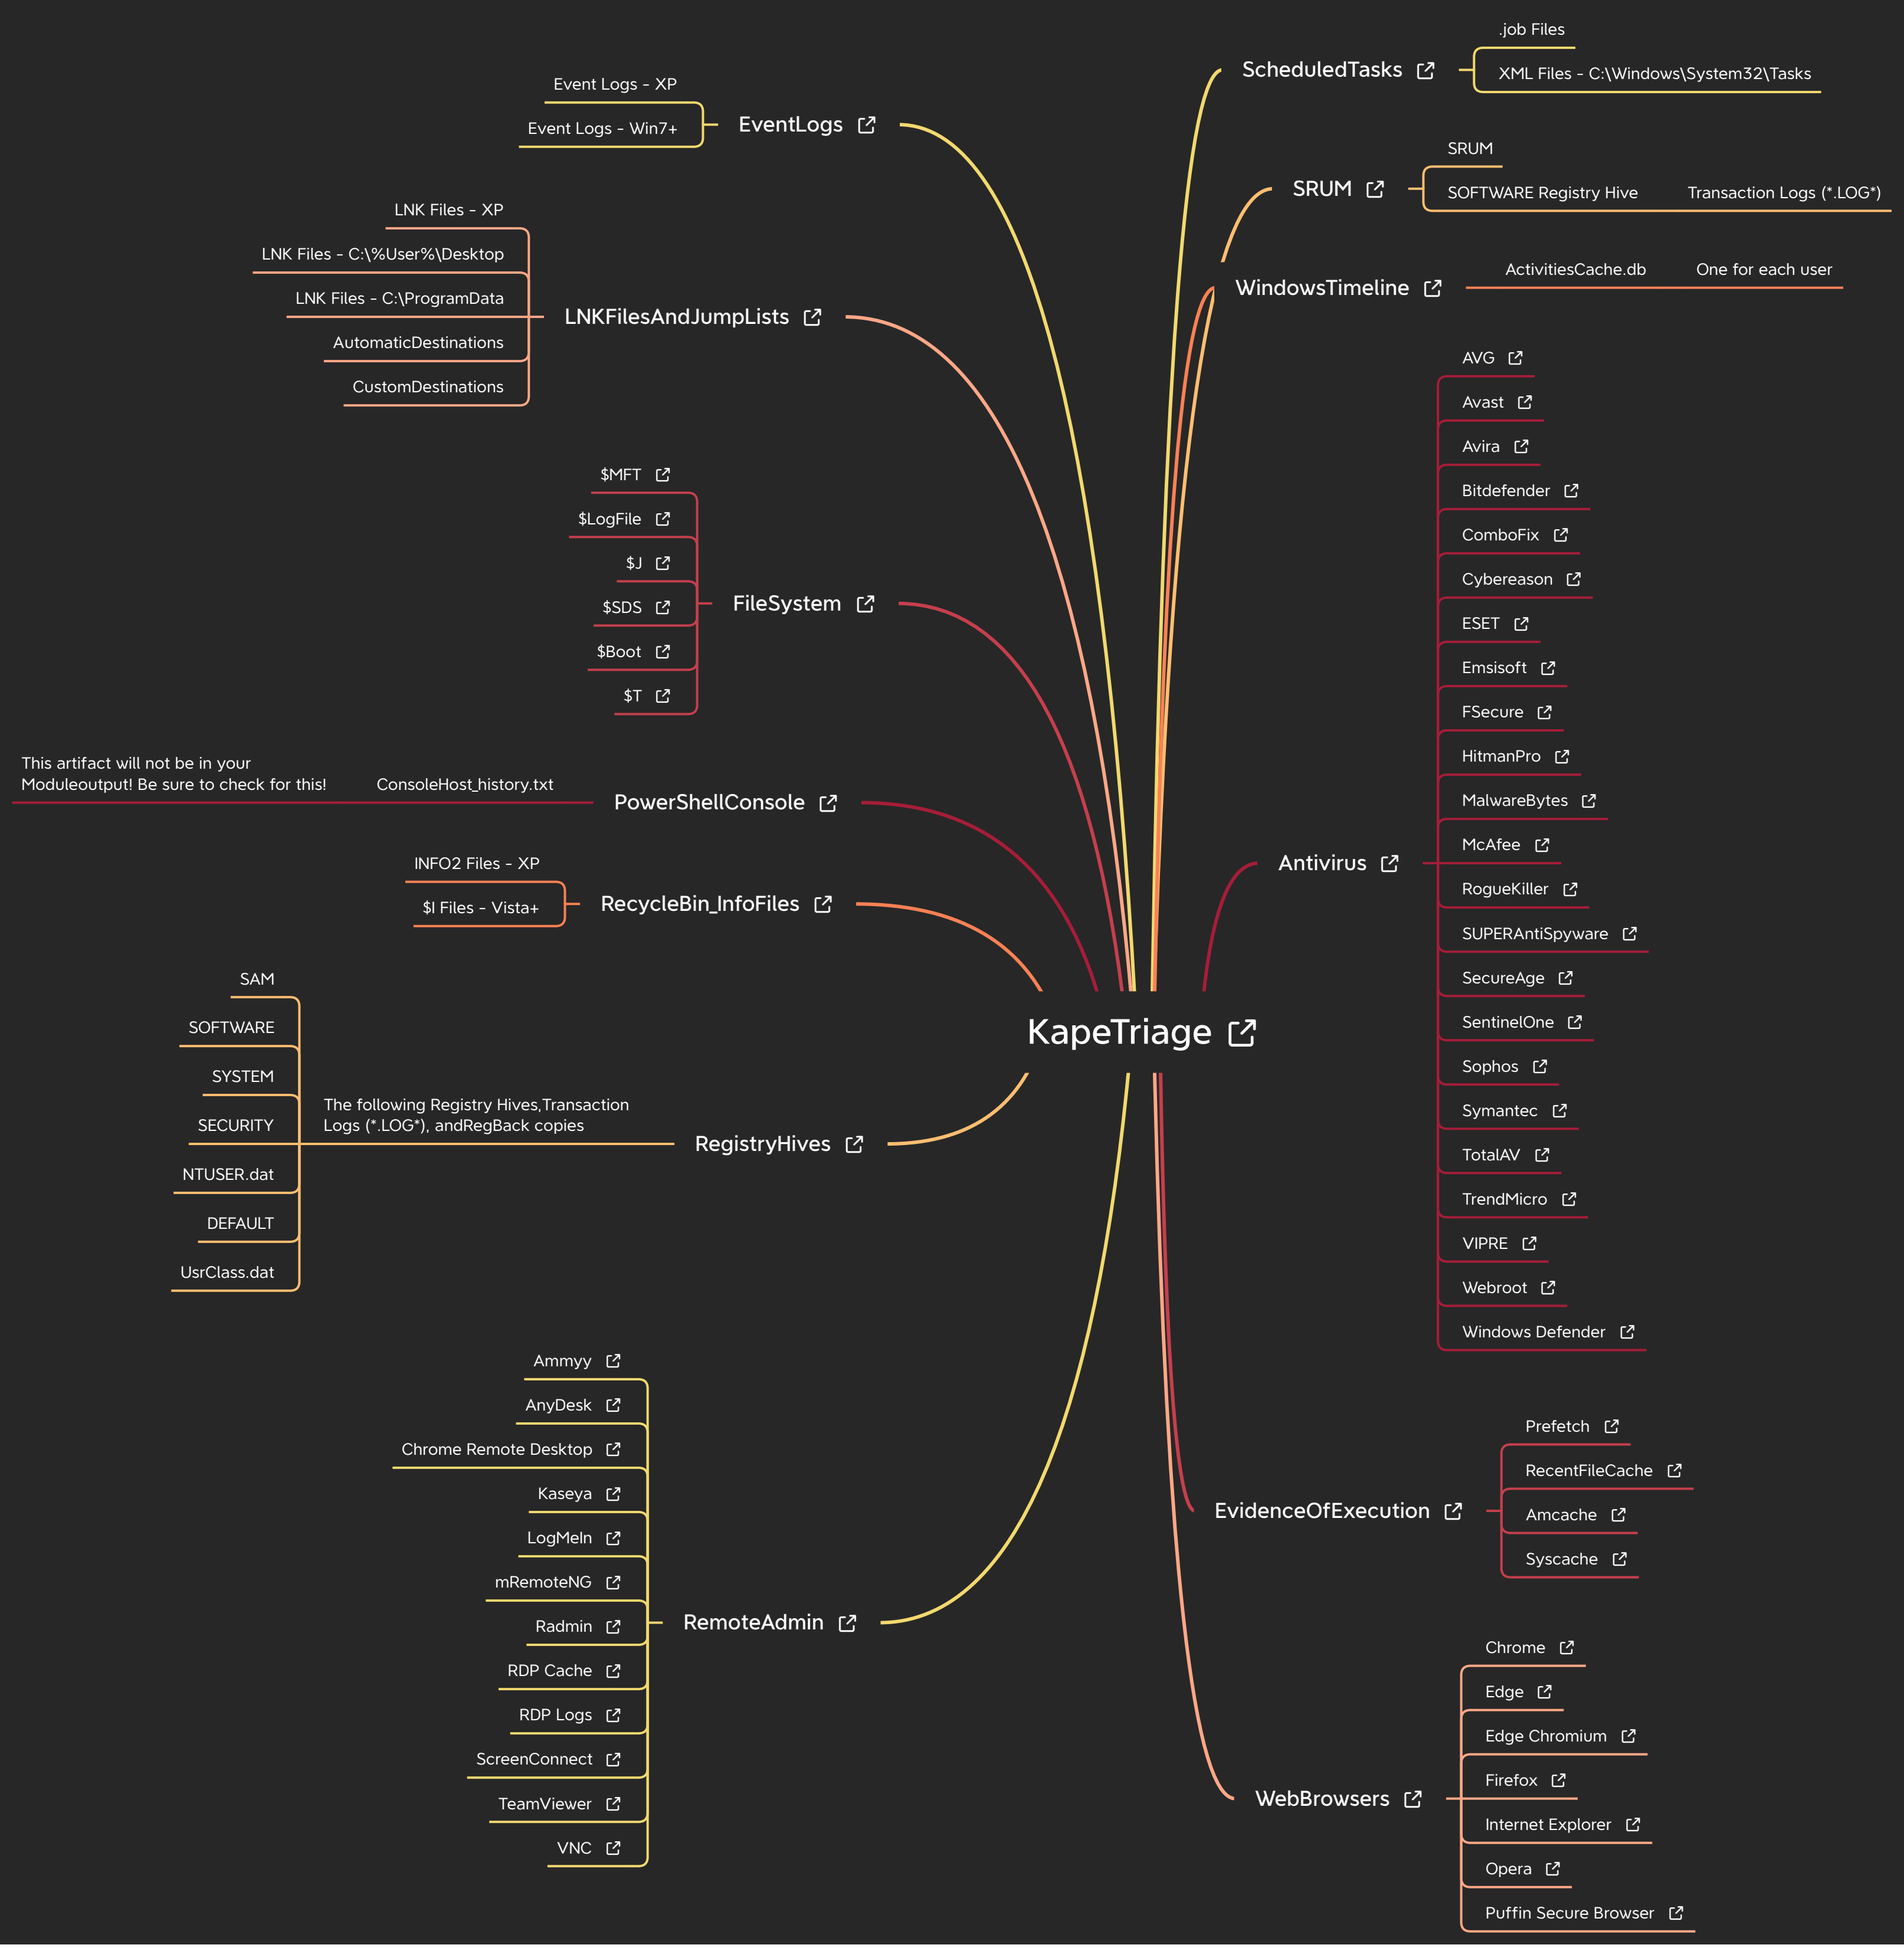 KapeTriage
EventLogs
Event Logs - XP
Event Logs - Win7+
LNKFilesAndJumpLists
LNK Files - XP
LNK Files - C:\%User%\Desktop
LNK Files - C:\ProgramData
AutomaticDestinations
CustomDestinations
FileSystem
$MFT
$LogFile
$J
$SDS
$Boot
$T
PowerShellConsole
ConsoleHost_history.txt
This artifact will not be in your
Moduleoutput! Be sure to check for this!
RecycleBin_InfoFiles
INFO2 Files - XP
$I Files - Vista+
RegistryHives
The following Registry Hives,Transaction
Logs (*.LOG*), andRegBack copies
SAM
SOFTWARE
SYSTEM
SECURITY
NTUSER.dat
DEFAULT
UsrClass.dat
RemoteAdmin
Ammyy
AnyDesk
Chrome Remote Desktop
Kaseya
LogMeIn
mRemoteNG
Radmin
RDP Cache
RDP Logs
ScreenConnect
TeamViewer
VNC
ScheduledTasks
.job Files
XML Files - C:\Windows\System32\Tasks
SRUM
SRUM
SOFTWARE Registry Hive
Transaction Logs (*.LOG*)
WindowsTimeline
ActivitiesCache.db
One for each user
Antivirus
AVG
Avast
Avira
Bitdefender
ComboFix
Cybereason
ESET
Emsisoft
FSecure
HitmanPro
MalwareBytes
McAfee
RogueKiller
SUPERAntiSpyware
SecureAge
SentinelOne
Sophos
Symantec
TotalAV
TrendMicro
VIPRE
Webroot
Windows Defender
EvidenceOfExecution
Prefetch
RecentFileCache
Amcache
Syscache
WebBrowsers
Chrome
Edge
Edge Chromium
Firefox
Internet Explorer
Opera
Puffin Secure Browser